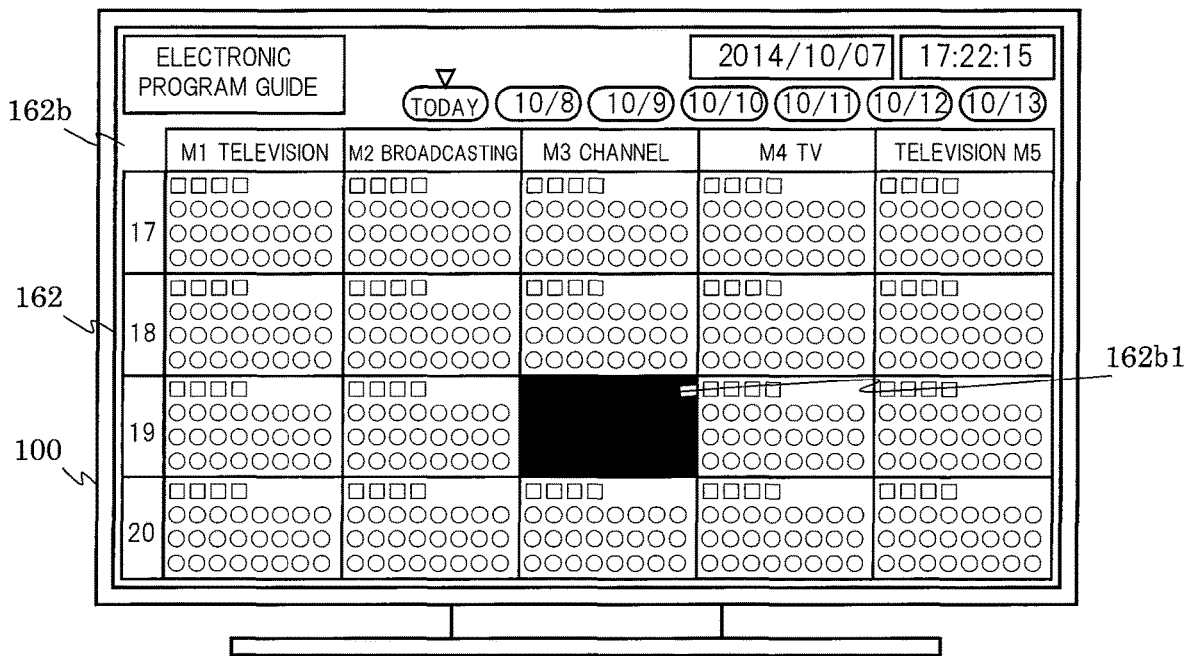 ELECTRONIC
PROGRAM GUIDE
2014/10/07 17:22:15
TODAY 10/8 10/9 10/10 10/11 10/12 10/13
162b
M1 TELEVISION M2 BROADCASTING M3 CHANNEL M4 TV TELEVISION M5
17
162
18
162b1
19
100
20